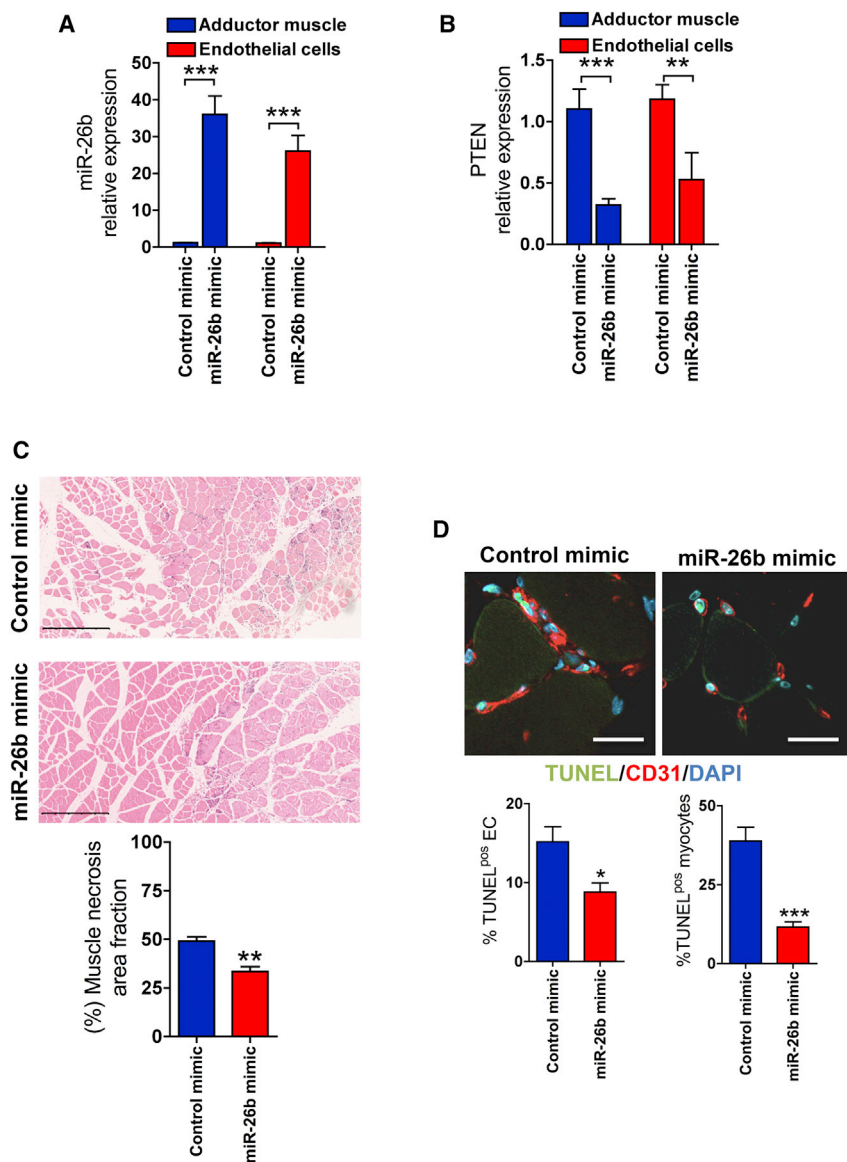 A
Adductor muscle
Endothelial cells
miR-26b
relative expression
50
40
30
20
10
0
***
***
Control mimic
miR-26b mimic
Control mimic
miR-26b mimic
B
Adductor muscle
Endothelial cells
PTEN
relative expression
1.5
1.0
0.5
0.0
***
**
Control mimic
miR-26b mimic
Control mimic
miR-26b mimic
C
Control mimic
miR-26b mimic
(%) Muscle necrosis
area fraction
100
75
50
25
0
**
Control mimic
miR-26b mimic
D
Control mimic
miR-26b mimic
TUNEL/CD31/DAPI
% TUNELpos EC
20
10
0
*
Control mimic
miR-26b mimic
%TUNELpos myocytes
50
25
0
***
Control mimic
miR-26b mimic